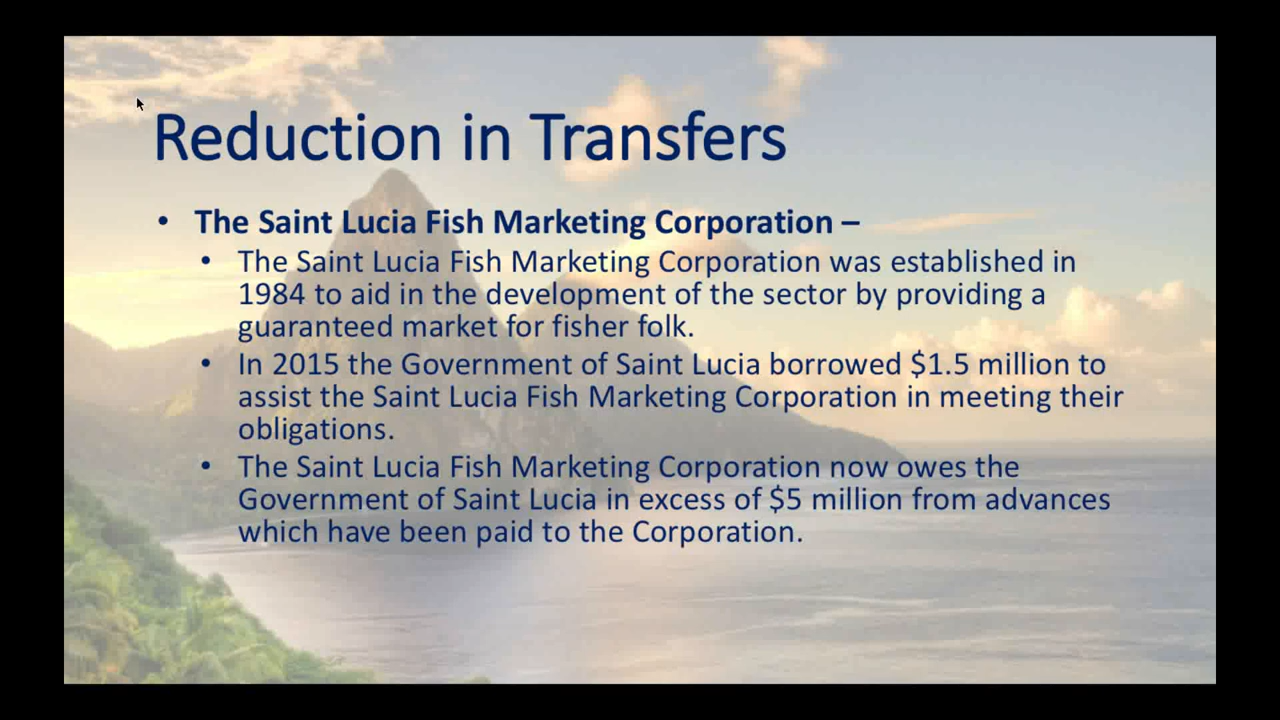 Reduction in Transfers
• The Saint Lucia Fish Marketing Corporation –
• The Saint Lucia Fish Marketing Corporation was established in
1984 to aid in the development of the sector by providing a
guaranteed market for fisher folk.
• In 2015 the Government of Saint Lucia borrowed $1.5 million to
assist the Saint Lucia Fish Marketing Corporation in meeting their
obligations.
• The Saint Lucia Fish Marketing Corporation now owes the
Government of Saint Lucia in excess of $5 million from advances
which have been paid to the Corporation.